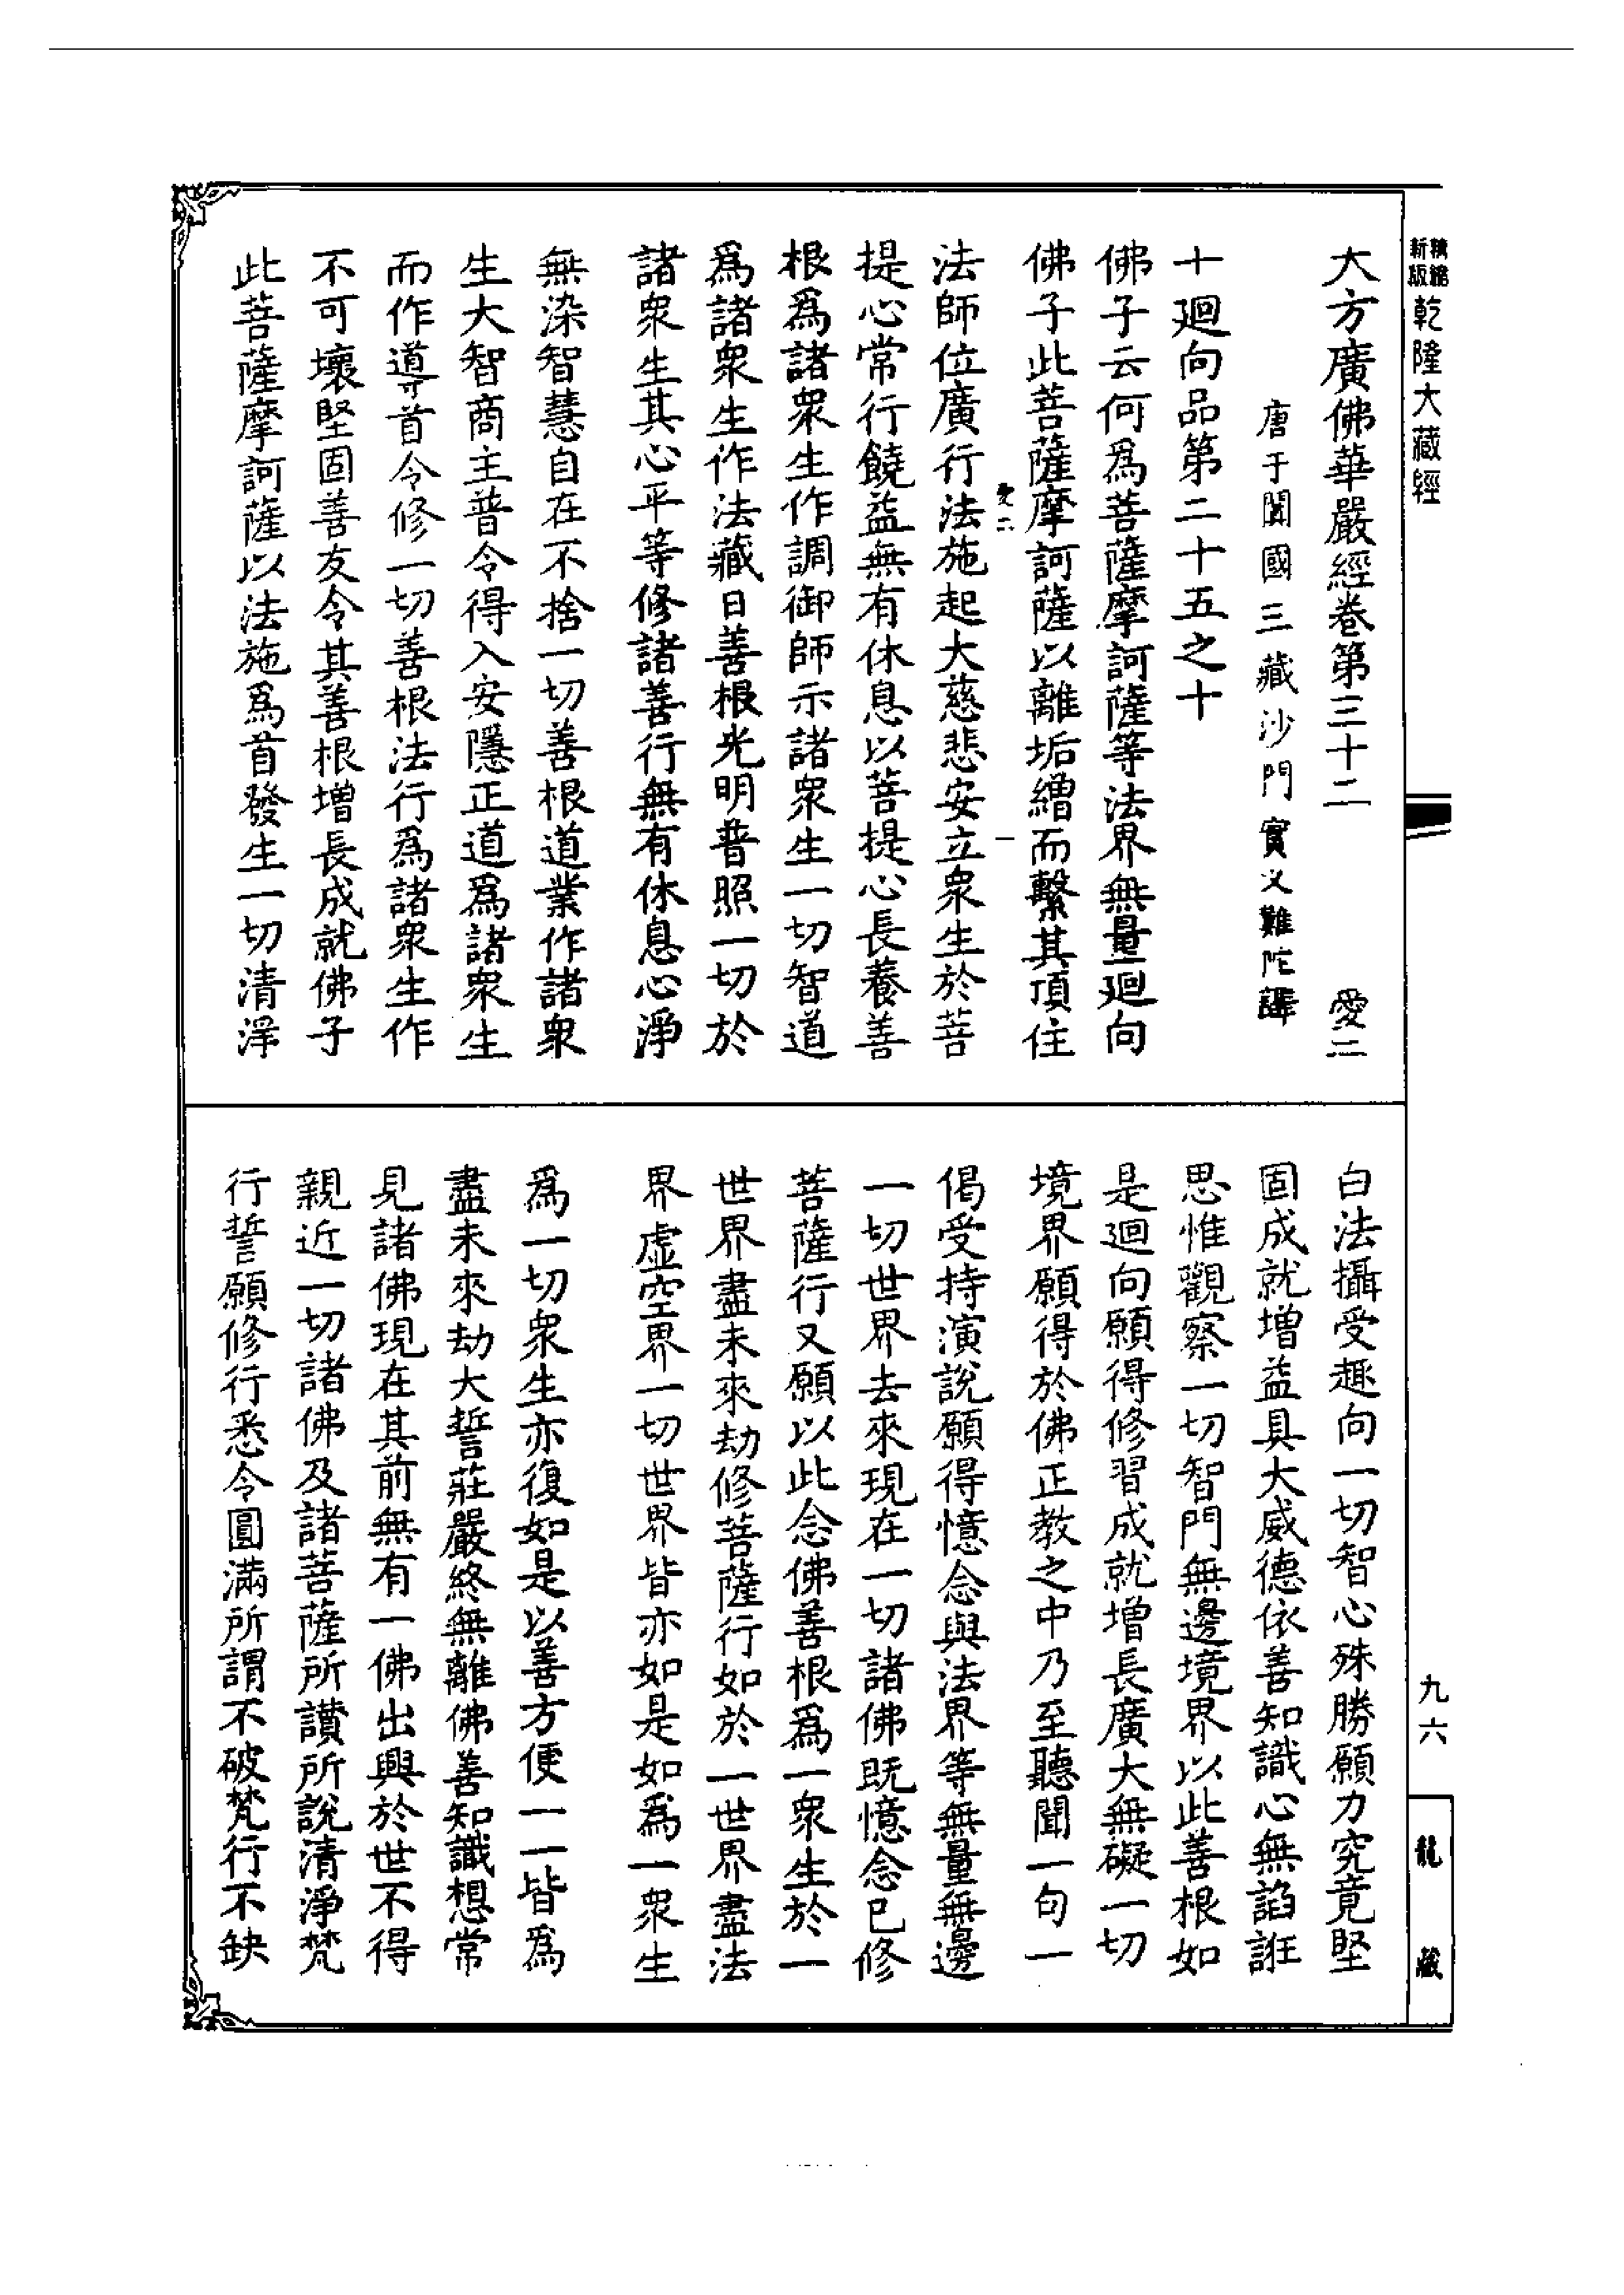 精縮新版 乾隆大藏經
大方廣佛華嚴經卷第三十二 愛二
唐于闐國三藏沙門實叉難陀譯
十迴向品第二十五之十
佛子云何為菩薩摩訶薩等法界無量迴向
佛子此菩薩摩訶薩以離垢繒而繫其頂住
愛二 一
法師位廣行法施起大慈悲安立眾生於菩
提心常行饒益無有休息以菩提心長養善
根為諸眾生作調御師示諸眾生一切智道
為諸眾生作法藏日善根光明普照一切於
諸眾生其心平等修諸善行無有休息心淨
無染智慧自在不捨一切善根道業作諸眾
生大智商主普令得入安隱正道為諸眾生
而作導首令修一切善根法行為諸眾生作
不可壞堅固善友令其善根增長成就佛子
此菩薩摩訶薩以法施為首發生一切清淨
白法攝受趣向一切智心殊勝願力究竟堅
固成就增益具大威德依善知識心無諂誑
思惟觀察一切智門無邊境界以此善根如
是迴向願得修習成就增長廣大無礙一切
境界願得於佛正教之中乃至聽聞一句一
偈受持演說願得憶念與法界等無量無邊
一切世界去來現在一切諸佛既憶念已修
菩薩行又願以此念佛善根為一眾生於一
世界盡未來劫修菩薩行如於一世界盡法
界虛空界一切世界皆亦如是如為一眾生
為一切眾生亦復如是以善方便一一皆為
盡未來劫大誓莊嚴終無離佛善知識想常
見諸佛現在其前無有一佛出興於世不得
親近一切諸佛及諸菩薩所讚所說清淨梵
行誓願修行悉令圓滿所謂不破梵行不缺
九六
龍藏